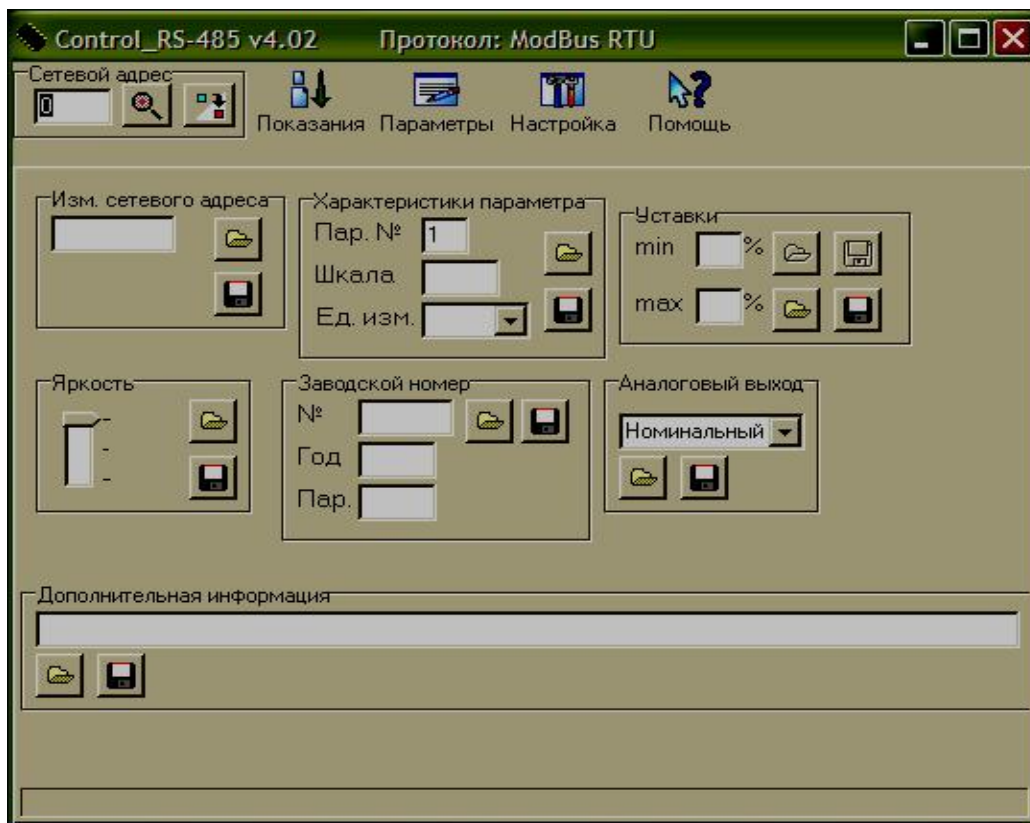 Control_RS-485 v4.02 Протокол: ModBus RTU
Сетевой адрес
0
Показания Параметры Настройка Помощь
Изм. сетевого адреса
Характеристики параметра
Пар. № 1
Шкала
Ед. изм.
Уставки
min %
max %
Яркость
Заводской номер
№
Год
Пар.
Аналоговый выход
Номинальный
Дополнительная информация